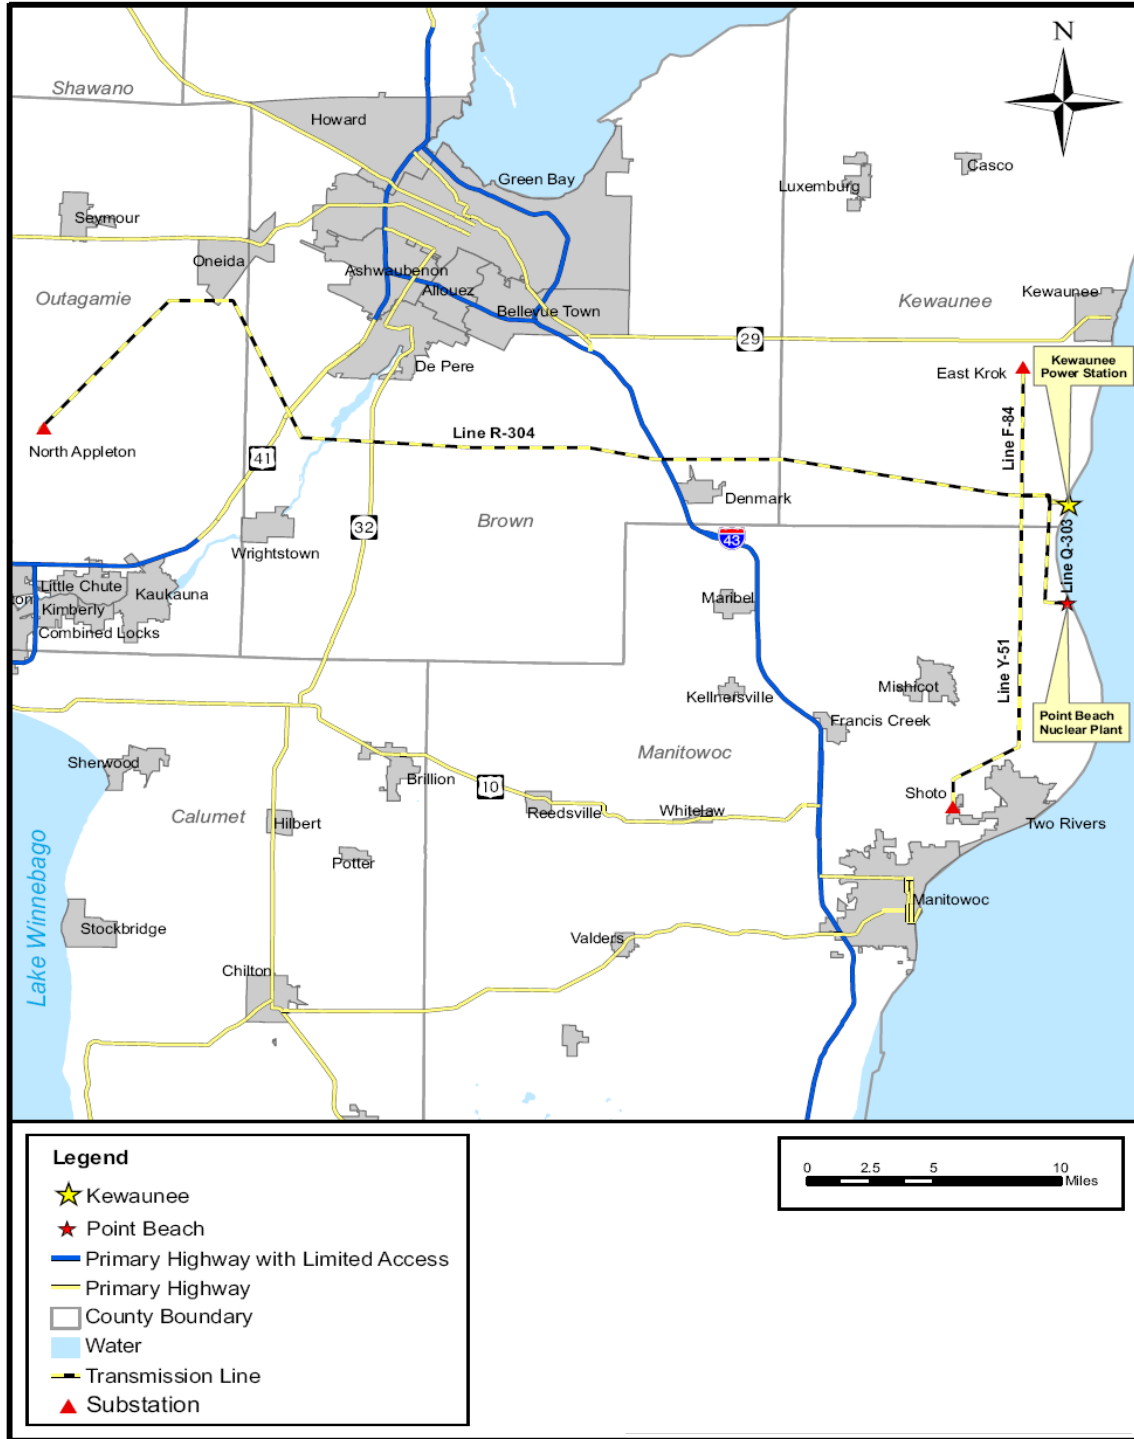 N
Shawano
Howard
Green Bay
Casco
Luxemburg
Seymour
Oneida
Ashwaubenon
Allouez
Outagamie
Bellevue Town
Kewaunee
Kewaunee
29
De Pere
East Krok
Kewaunee
Power Station
North Appleton
41
Line R-304
Line F-84
Denmark
Brown
32
Wrightstown
43
Line Q-303
Little Chute
Kaukauna
ton
Kimberly
Combined Locks
Maribel
Line Y-51
Mishicot
Kellnersville
Francis Creek
Point Beach
Nuclear Plant
Manitowoc
Sherwood
Brillion
10
Shoto
Reedsville
Whitelaw
Two Rivers
Calumet
Hilbert
Potter
Lake Winnebago
Manitowoc
Stockbridge
Valders
Chilton
Legend
Kewaunee
Point Beach
Primary Highway with Limited Access
Primary Highway
County Boundary
Water
Transmission Line
Substation
0 2.5 5 10
Miles